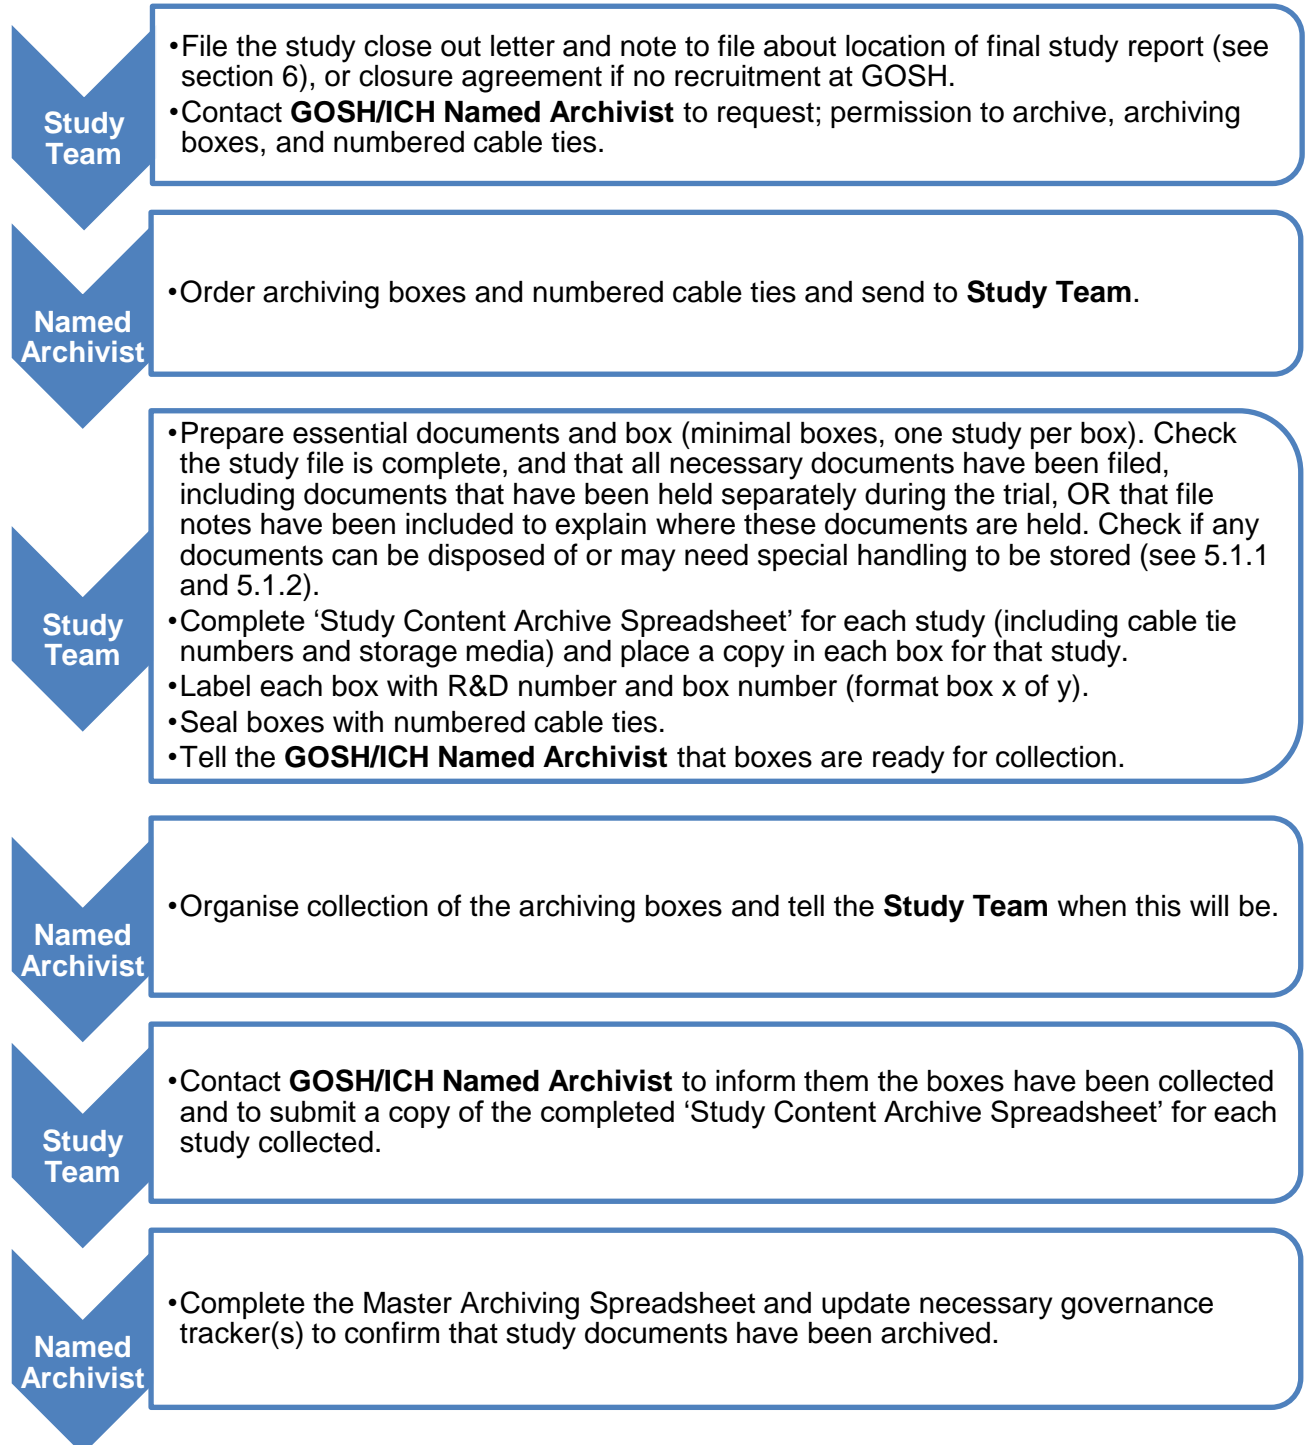 •File the study close out letter and note to file about location of final study report (see
section 6), or closure agreement if no recruitment at GOSH.
•Contact GOSH/ICH Named Archivist to request; permission to archive, archiving
boxes, and numbered cable ties.
Study
Team
•Order archiving boxes and numbered cable ties and send to Study Team.
Named
Archivist
•Prepare essential documents and box (minimal boxes, one study per box). Check
the study file is complete, and that all necessary documents have been filed,
including documents that have been held separately during the trial, OR that file
notes have been included to explain where these documents are held. Check if any
documents can be disposed of or may need special handling to be stored (see 5.1.1
and 5.1.2).
•Complete ‘Study Content Archive Spreadsheet’ for each study (including cable tie
numbers and storage media) and place a copy in each box for that study.
•Label each box with R&D number and box number (format box x of y).
•Seal boxes with numbered cable ties.
•Tell the GOSH/ICH Named Archivist that boxes are ready for collection.
Study
Team
•Organise collection of the archiving boxes and tell the Study Team when this will be.
Named
Archivist
•Contact GOSH/ICH Named Archivist to inform them the boxes have been collected
and to submit a copy of the completed ‘Study Content Archive Spreadsheet’ for each
study collected.
Study
Team
•Complete the Master Archiving Spreadsheet and update necessary governance
tracker(s) to confirm that study documents have been archived.
Named
Archivist